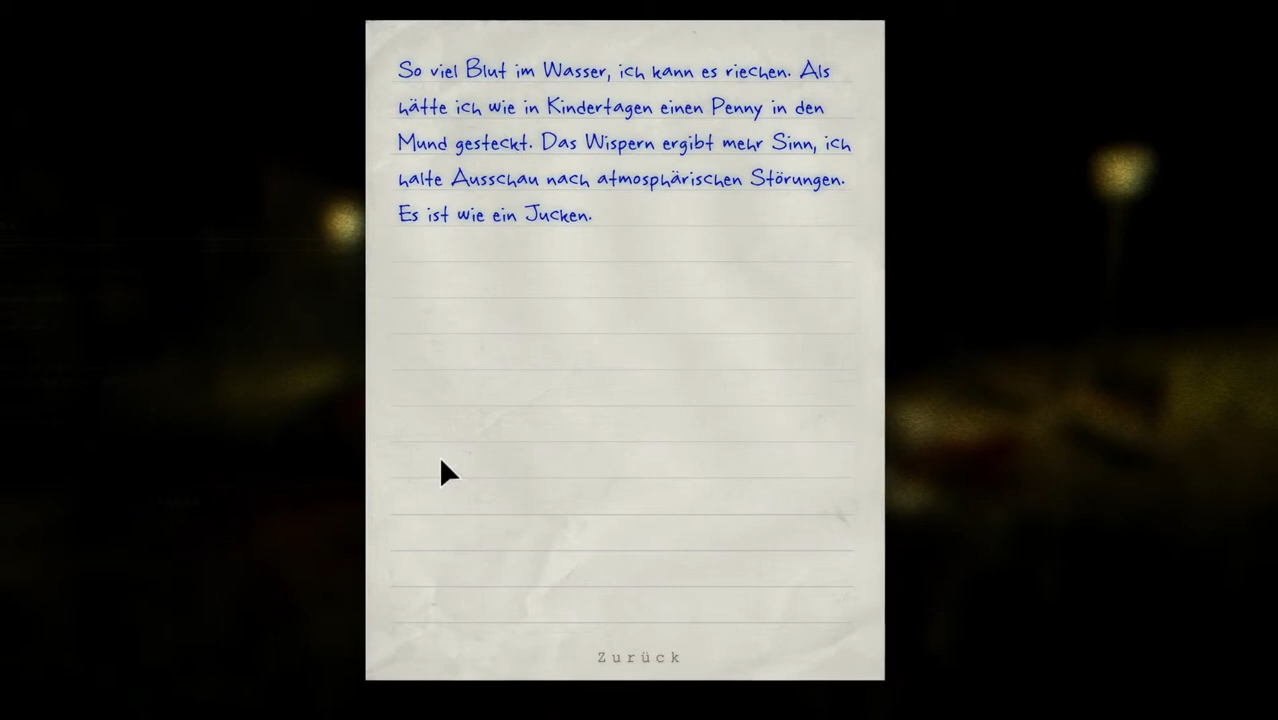 So viel Blut im Wasser, ich kann es riechen. Als
hätte ich wie in Kindertagen einen Penny in den
Mund gesteckt. Das Wispern ergibt mehr Sinn, ich
halte Ausschau nach atmosphärischen Störungen.
Es ist wie ein Jucken.
Zurück